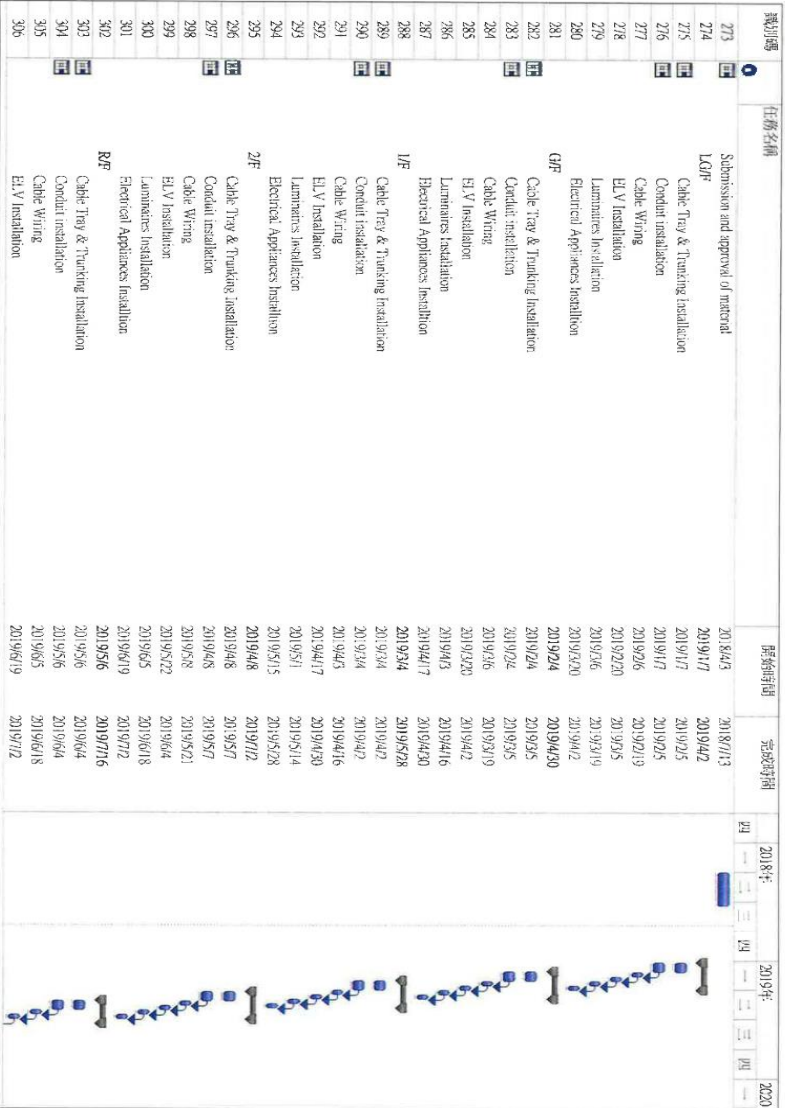 識別碼 任務名稱 開始時間 完成時間 2018年 2019年 2020
四 一 二 三 四 一 二 三 四 一
273 Submission and approval of material 2018/4/3 2018/7/13
274 LG/F 2019/1/7 2019/4/2
275 Cable Tray & Trunking Installation 2019/1/7 2019/2/5
276 Conduit installation 2019/1/7 2019/2/5
277 Cable Wiring 2019/2/6 2019/2/19
278 ELV Installation 2019/2/20 2019/3/5
279 Luminaires Installation 2019/3/6 2019/3/19
280 Electrical Appliances Installtion 2019/3/20 2019/4/2
281 G/F 2019/2/4 2019/4/30
282 Cable Tray & Trunking Installation 2019/2/4 2019/3/5
283 Conduit installation 2019/2/4 2019/3/5
284 Cable Wiring 2019/3/6 2019/3/19
285 ELV Installation 2019/3/20 2019/4/2
286 Luminaires Installation 2019/4/3 2019/4/16
287 Electrical Appliances Installtion 2019/4/17 2019/4/30
288 1/F 2019/3/4 2019/5/28
289 Cable Tray & Trunking Installation 2019/3/4 2019/4/2
290 Conduit installation 2019/3/4 2019/4/2
291 Cable Wiring 2019/4/3 2019/4/16
292 ELV Installation 2019/4/17 2019/4/30
293 Luminaires Installation 2019/5/1 2019/5/14
294 Electrical Appliances Installtion 2019/5/15 2019/5/28
295 2/F 2019/4/8 2019/7/2
296 Cable Tray & Trunking Installation 2019/4/8 2019/5/7
297 Conduit installation 2019/4/8 2019/5/7
298 Cable Wiring 2019/5/8 2019/5/21
299 ELV Installation 2019/5/22 2019/6/4
300 Luminaires Installation 2019/6/5 2019/6/18
301 Electrical Appliances Installtion 2019/6/19 2019/7/2
302 R/F 2019/5/6 2019/7/16
303 Cable Tray & Trunking Installation 2019/5/6 2019/6/4
304 Conduit installation 2019/5/6 2019/6/4
305 Cable Wiring 2019/6/5 2019/6/18
306 ELV Installation 2019/6/19 2019/7/2